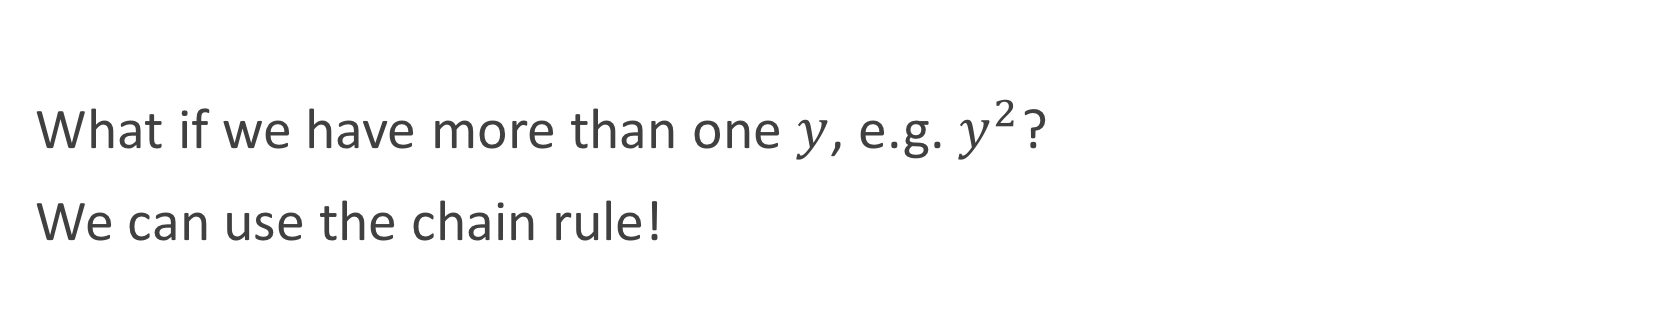 What if we have more than one y, e.g. y²?
We can use the chain rule!